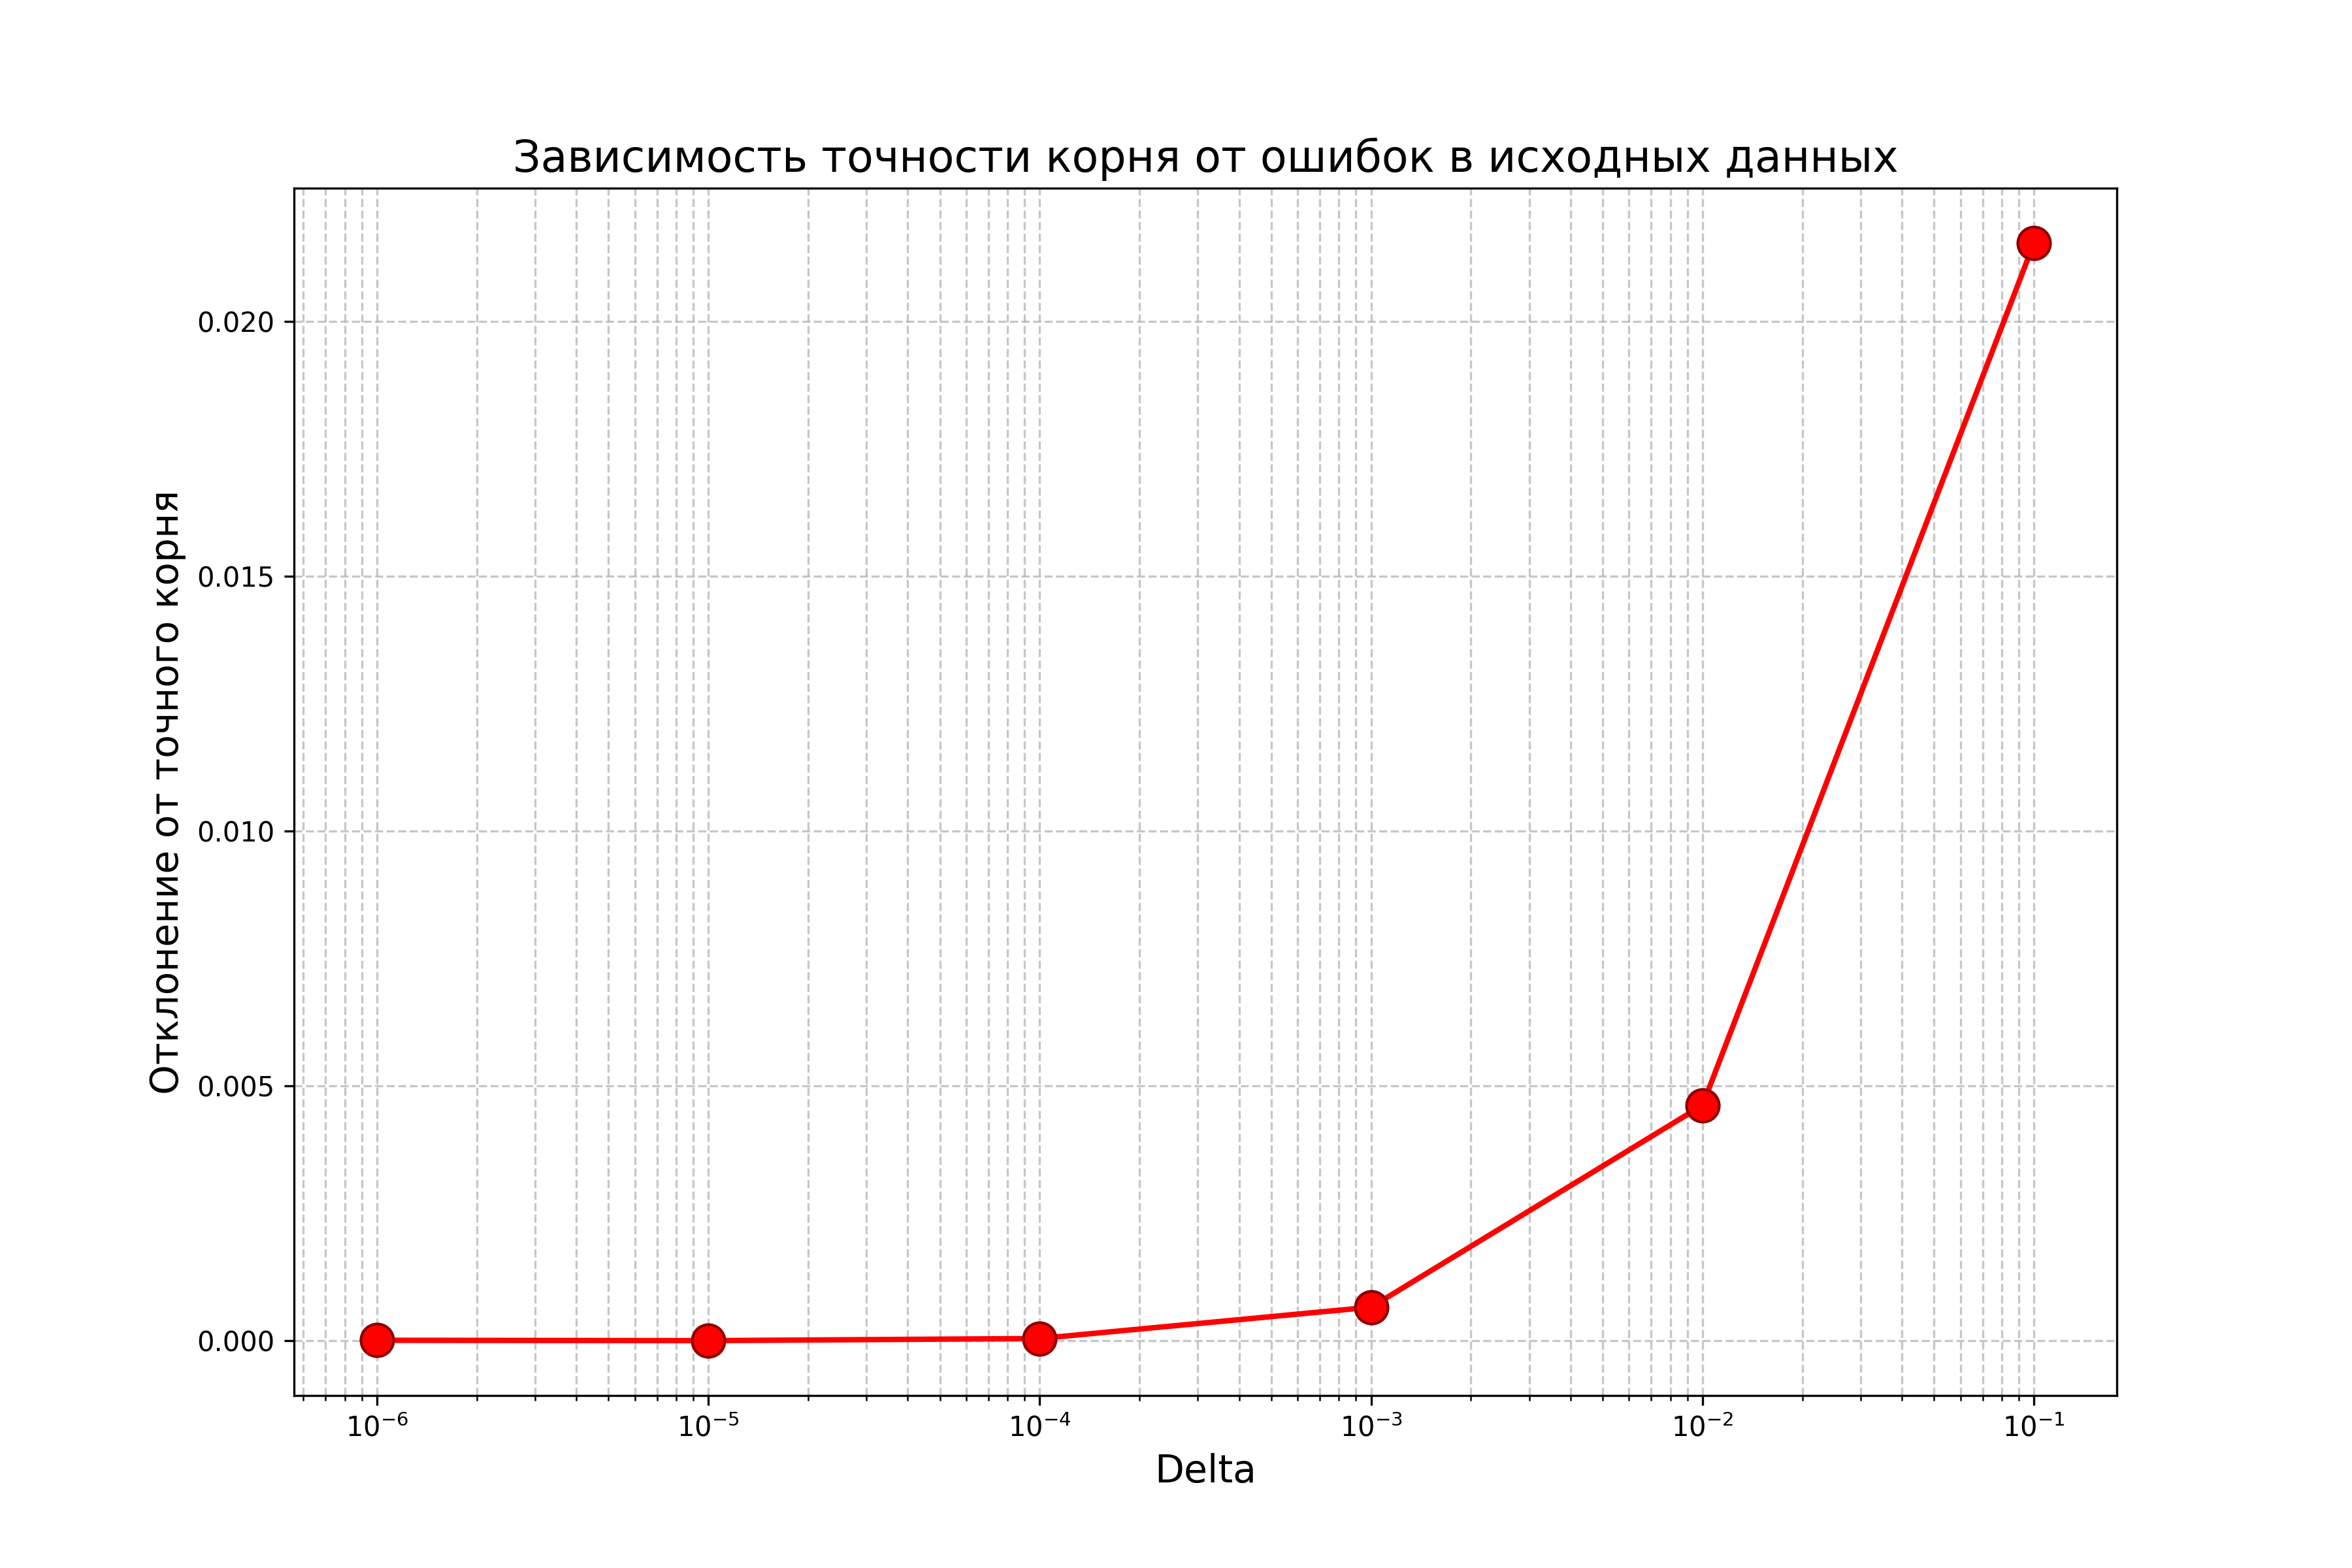 Зависимость точности корня от ошибок в исходных данных
Отклонение от точного корня
0.020
0.015
0.010
0.005
0.000
10⁻⁶ 10⁻⁵ 10⁻⁴ 10⁻³ 10⁻² 10⁻¹
Delta